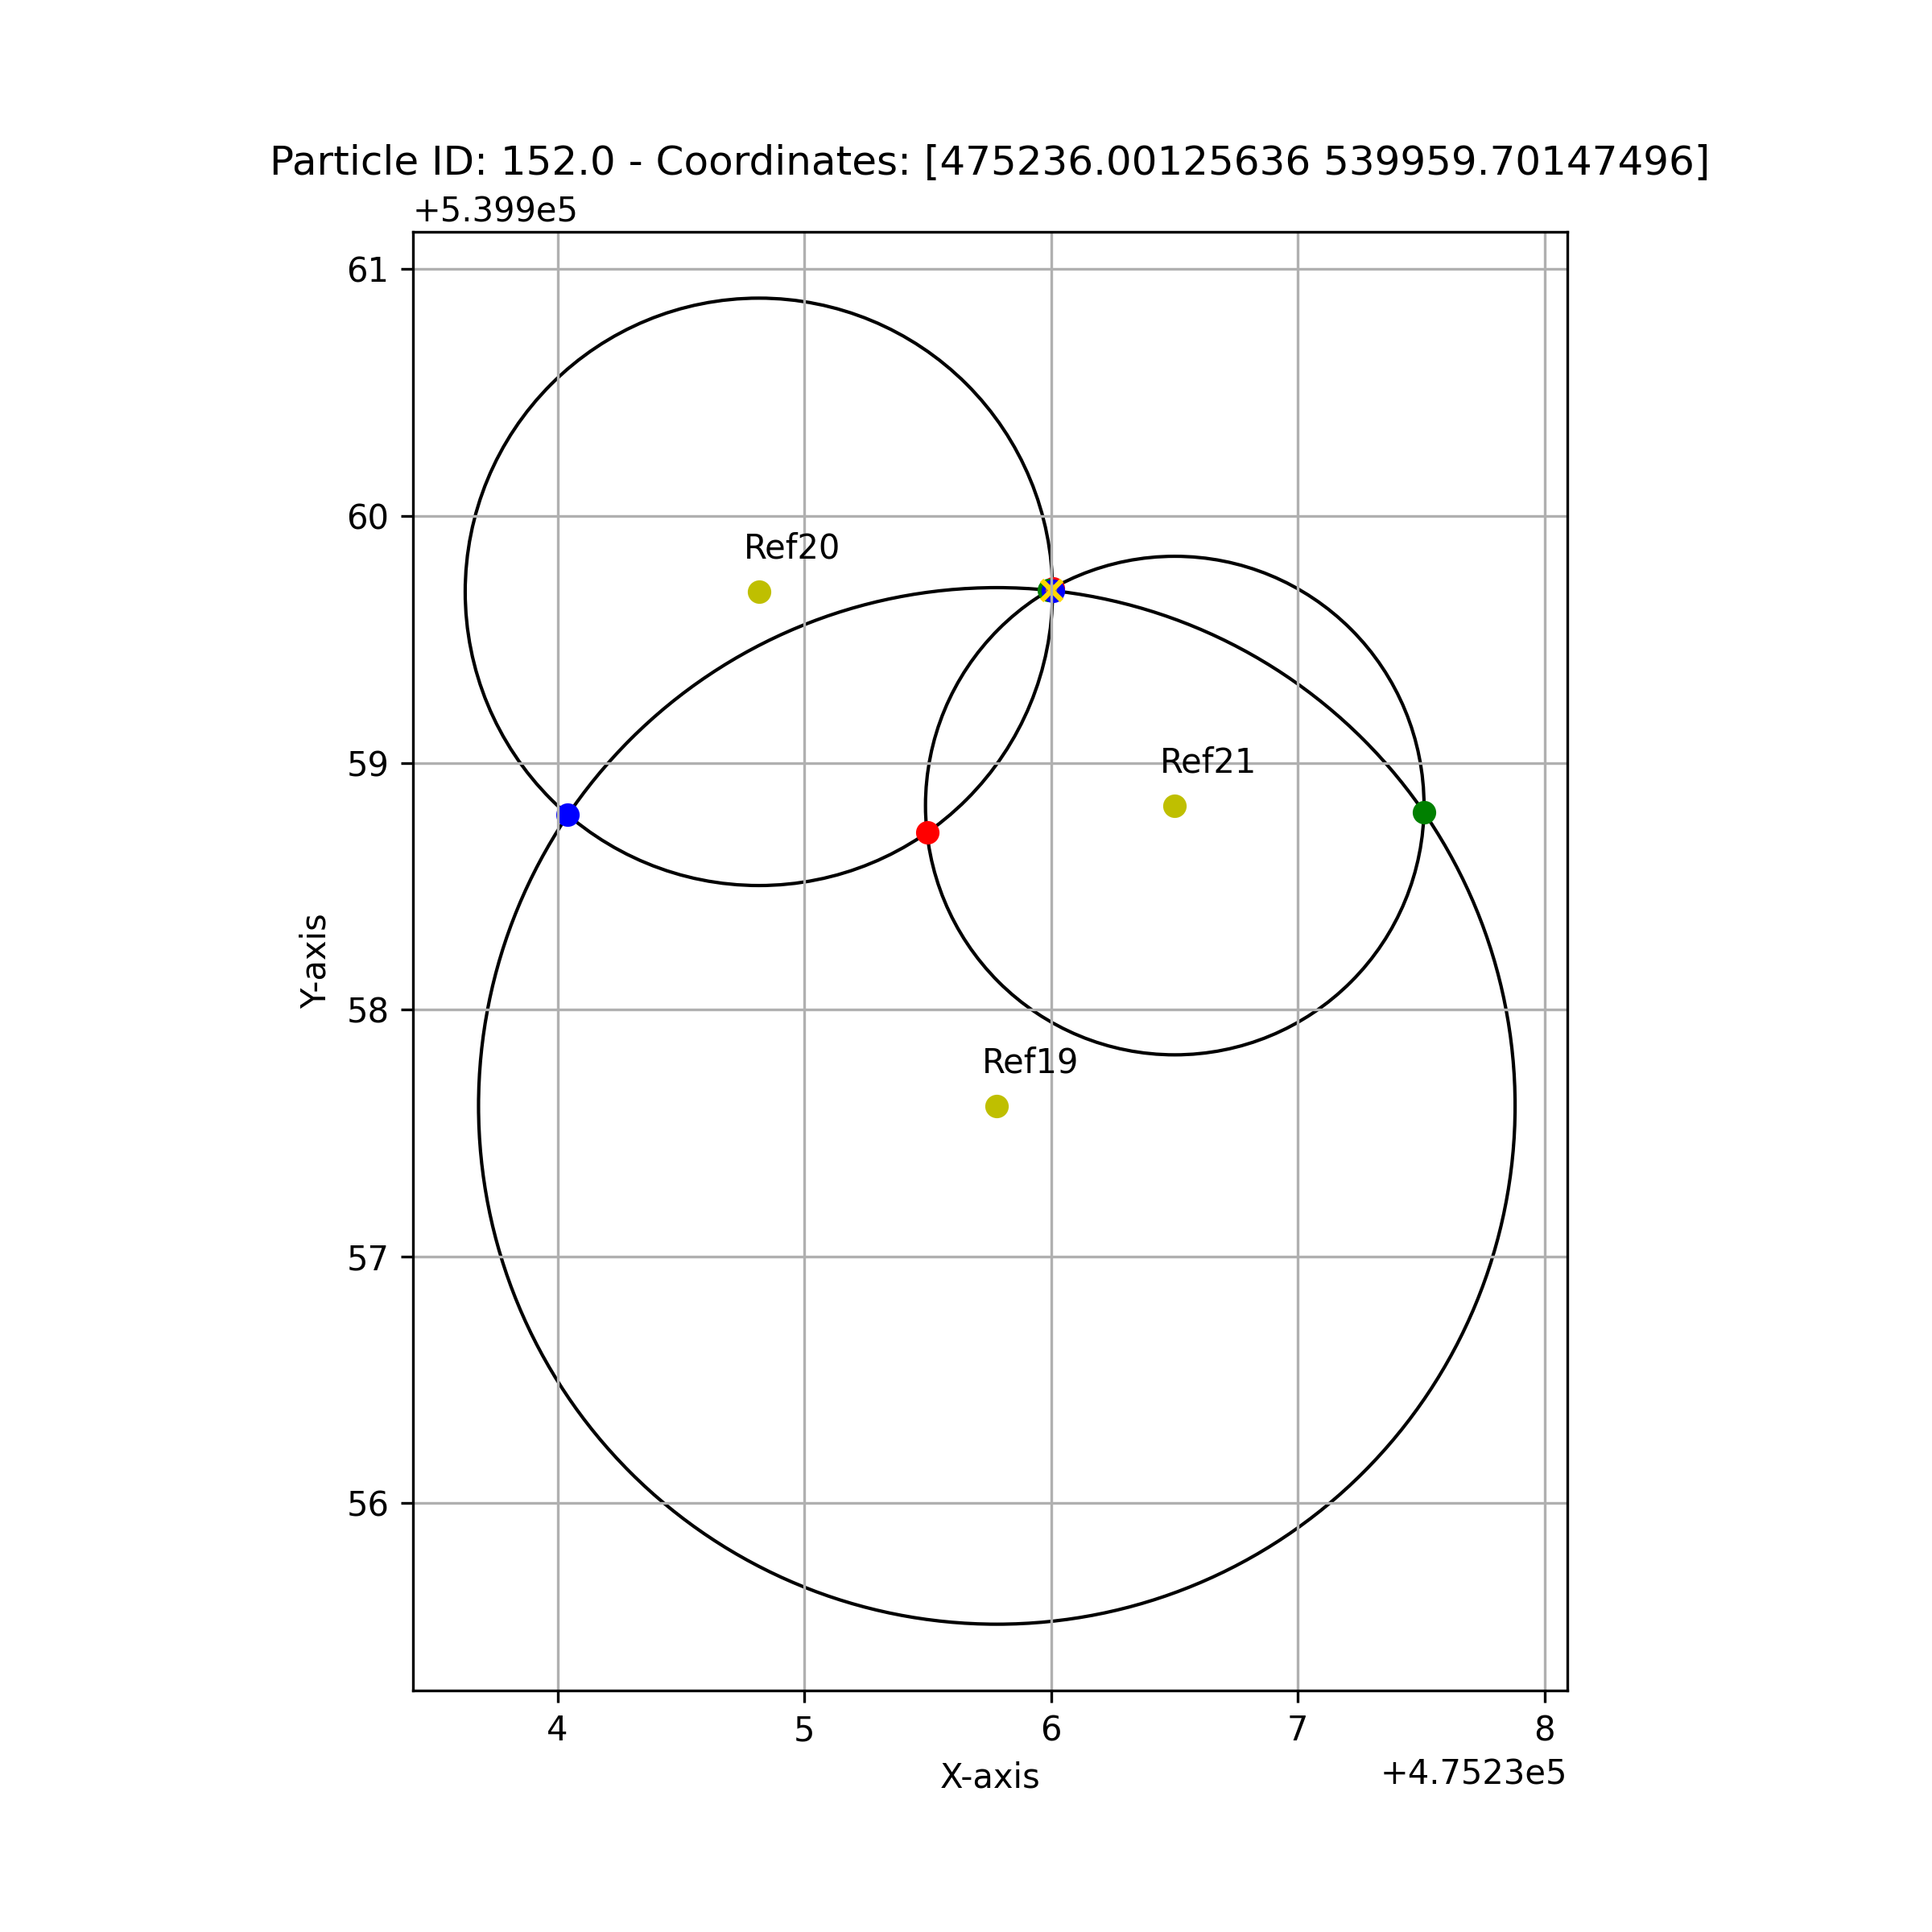 Particle ID: 152.0 - Coordinates: [475236.00125636 539959.70147496]
+5.399e5
61
60
Ref20
59
Ref21
Y-axis
58
Ref19
57
56
4 5 6 7 8
X-axis
+4.7523e5